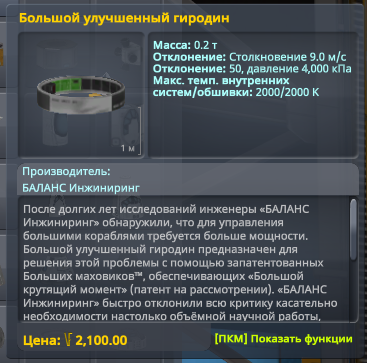 Большой улучшенный гиродин
Масса: 0.2 т
Отклонение: Столкновение 9.0 м/с
Отклонение: 50, давление 4,000 кПа
Макс. темп. внутренних
систем/обшивки: 2000/2000 К
1 м
Производитель:
БАЛАНС Инжиниринг
После долгих лет исследований инженеры «БАЛАНС
Инжиниринг» обнаружили, что для управления
большими кораблями требуется больше мощности.
Большой улучшенный гиродин предназначен для
решения этой проблемы с помощью запатентованных
Больших маховиков™, обеспечивающих «Большой
крутящий момент» (патент на рассмотрении). «БАЛАНС
Инжиниринг» быстро отклонили всю критику касательно
необходимости настолько объёмной научной работы,
Цена: 2,100.00
[ПКМ] Показать функции